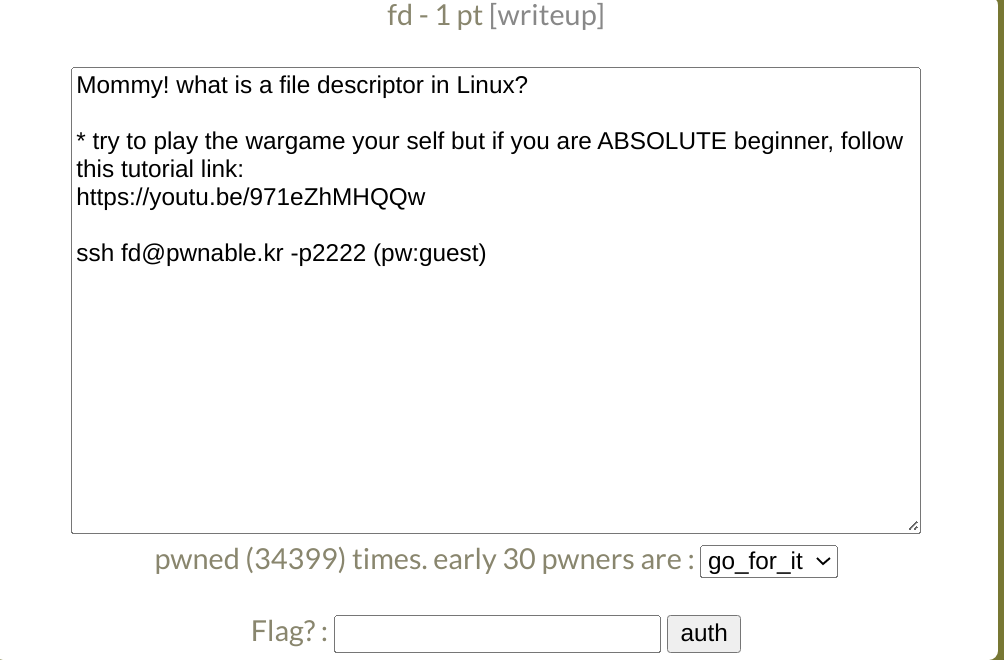 fd - 1 pt [writeup]
Mommy! what is a file descriptor in Linux?
* try to play the wargame your self but if you are ABSOLUTE beginner, follow
this tutorial link:
https://youtu.be/971eZhMHQQw
ssh fd@pwnable.kr -p2222 (pw:guest)
pwned (34399) times. early 30 pwners are : go_for_it
Flag? : auth